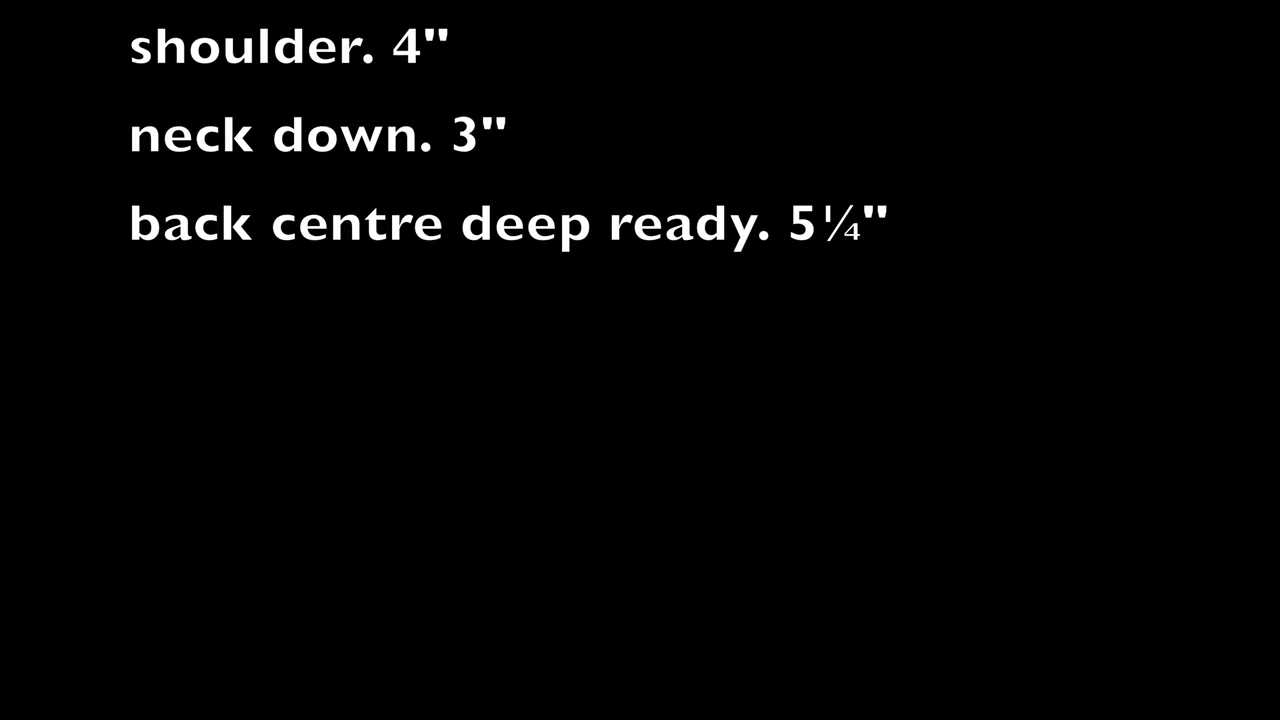 shoulder. 4"
neck down. 3"
back centre deep ready. 5¼"